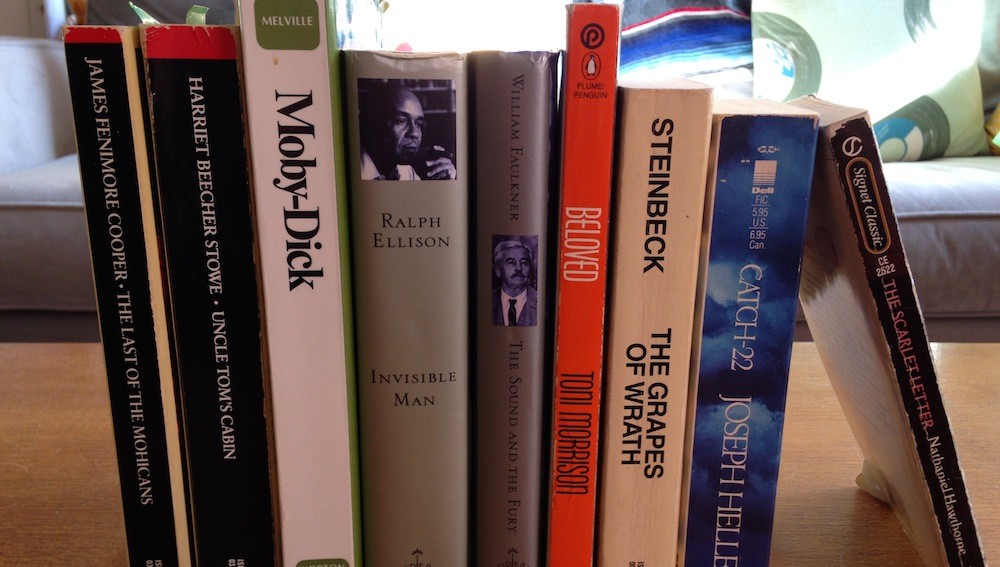 JAMES FENIMORE COOPER • THE LAST OF THE MOHICANS
HARRIET BEECHER STOWE • UNCLE TOM'S CABIN
MELVILLE
Moby-Dick
RALPH
ELLISON
INVISIBLE
MAN
WILLIAM FAULKNER
THE SOUND AND THE FURY
PLUME/
PENGUIN
BELOVED
TONI MORRISON
STEINBECK
THE GRAPES
OF WRATH
Dell
FIC
5.95
U.S.
6.95
Can.
CATCH-22 JOSEPH HELLE
S
Signet Classic
CE
2522
THE SCARLET LETTER Nathaniel Hawthorne